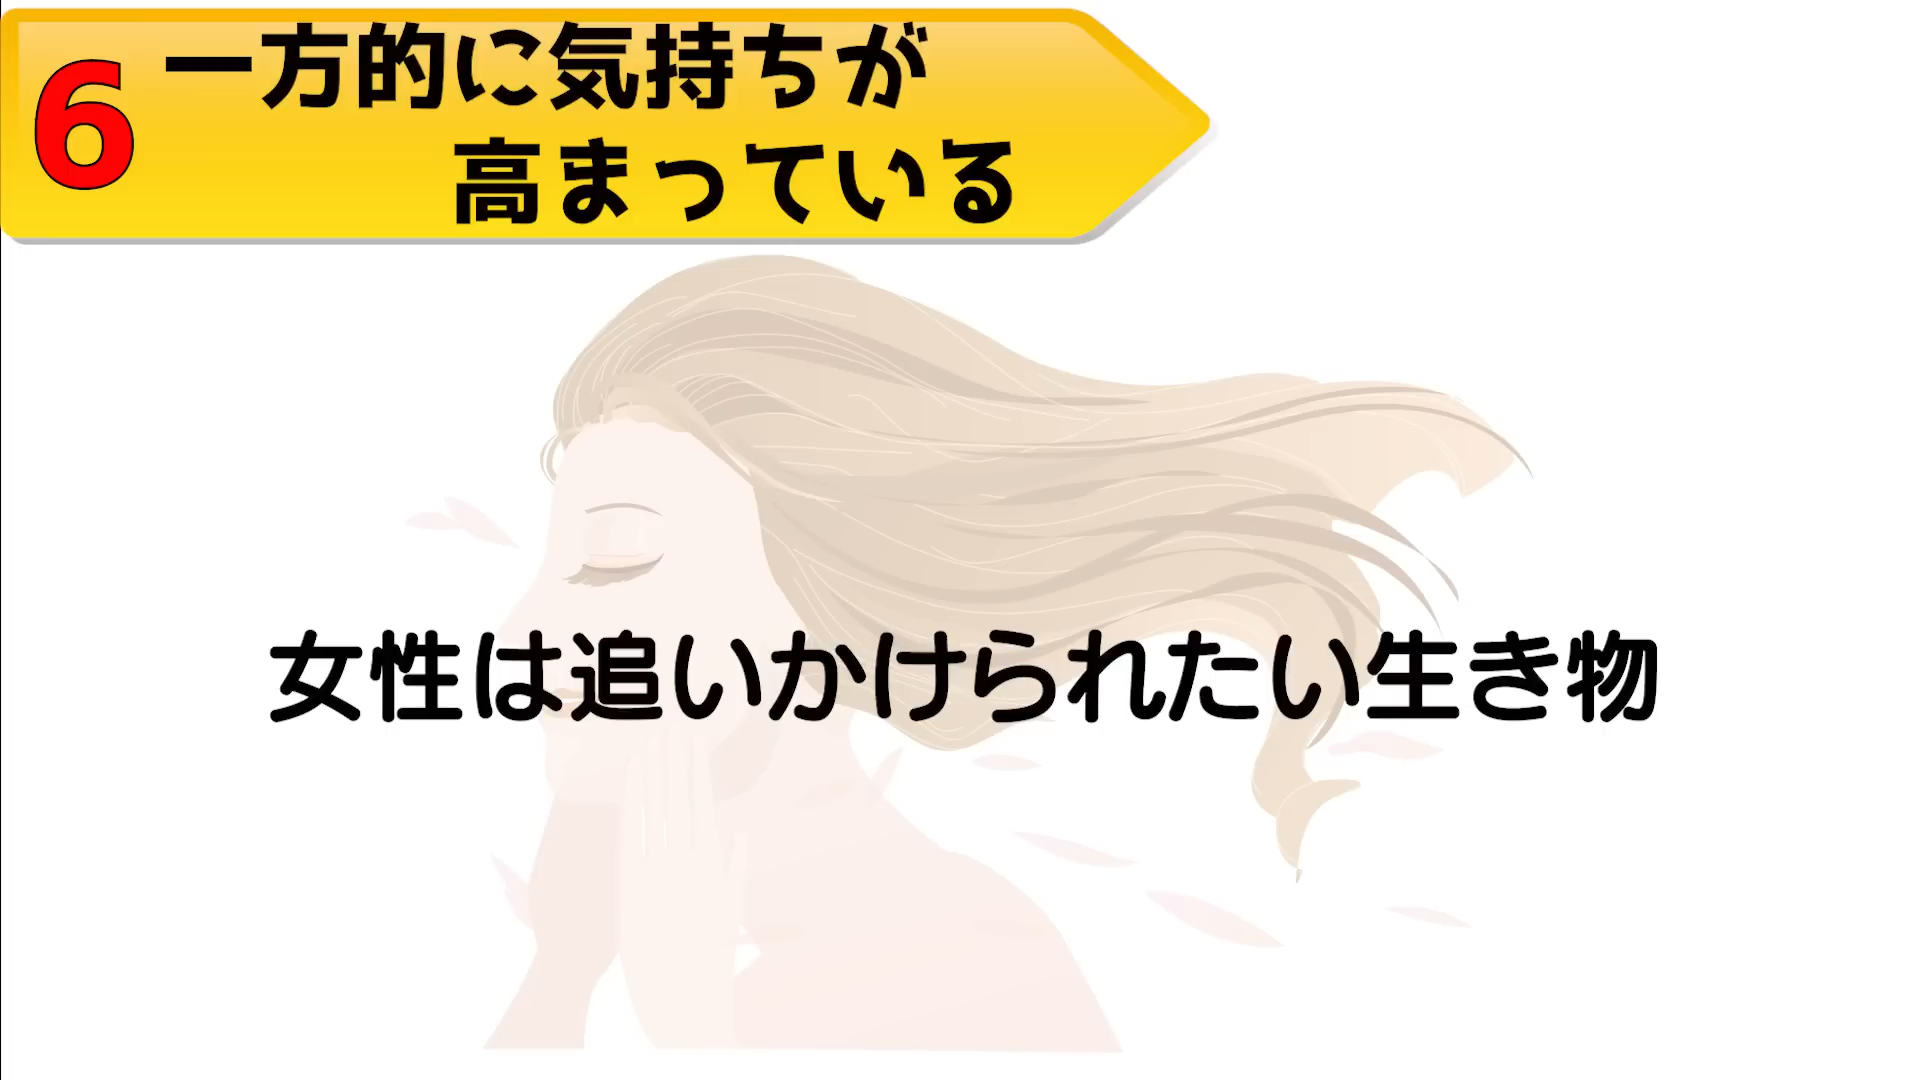 6
一方的に気持ちが
高まっている
女性は追いかけられたい生き物